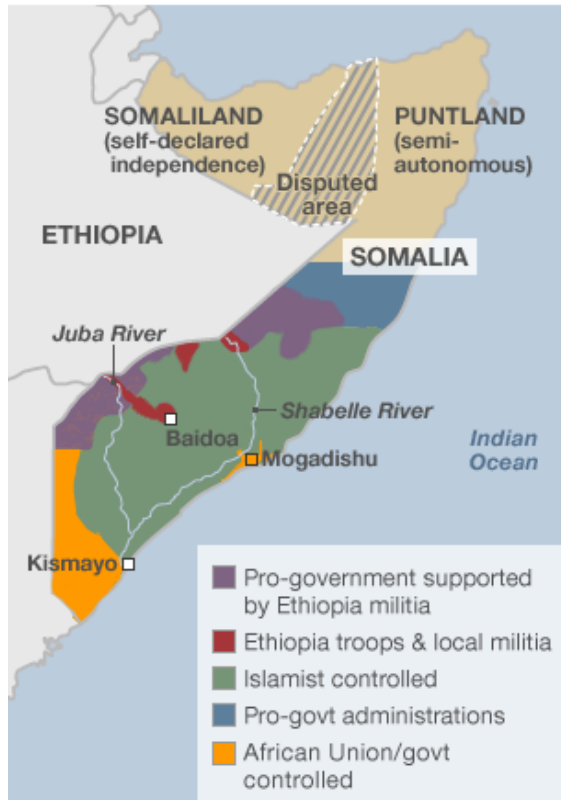 SOMALILAND
(self-declared
independence)
PUNTLAND
(semi-
autonomous)
Disputed
area
ETHIOPIA
SOMALIA
Juba River
Shabelle River
Baidoa
Indian
Ocean
Mogadishu
Kismayo
Pro-government supported
by Ethiopia militia
Ethiopia troops & local militia
Islamist controlled
Pro-govt administrations
African Union/govt
controlled